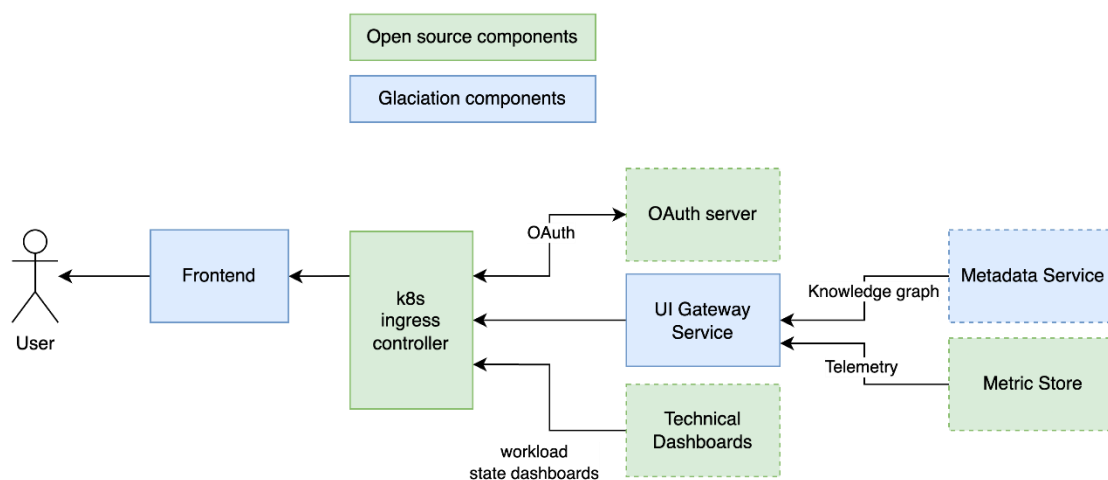 Open source components
Glaciation components
OAuth server
OAuth
Frontend
k8s
ingress
controller
User
UI Gateway
Service
Knowledge graph
Metadata Service
Telemetry
Metric Store
Technical
Dashboards
workload
state dashboards